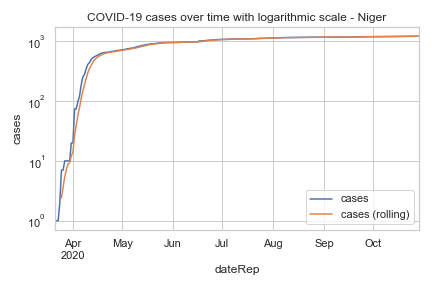 COVID-19 cases over time with logarithmic scale - Niger
cases
10³
10²
10¹
10⁰
cases
cases (rolling)
Apr May Jun Jul Aug Sep Oct
2020
dateRep